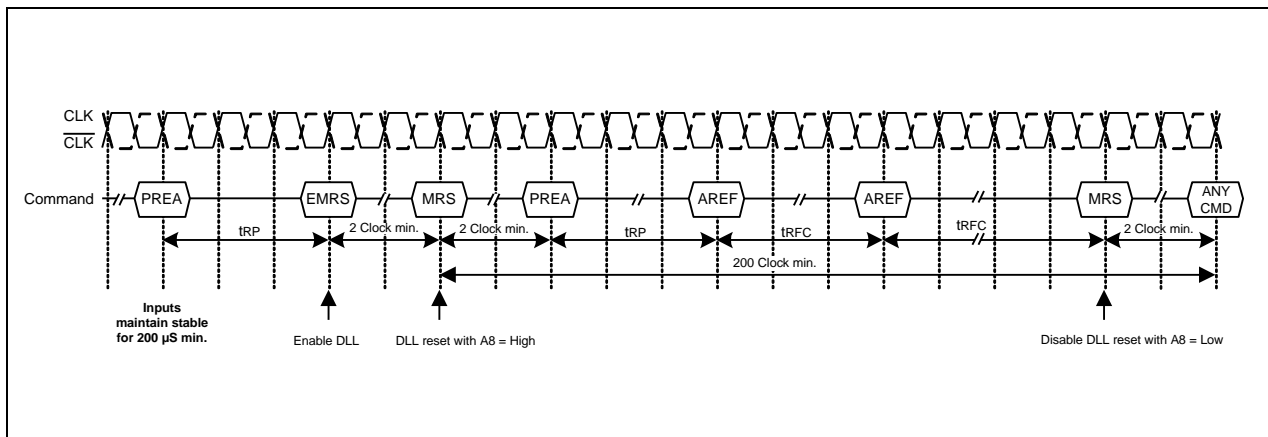 CLK
CLK
Command
PREA
EMRS
MRS
PREA
AREF
AREF
MRS
ANY
CMD
tRP
2 Clock min.
2 Clock min.
tRP
tRFC
tRFC
2 Clock min.
200 Clock min.
Inputs
maintain stable
for 200 µS min.
Enable DLL
DLL reset with A8 = High
Disable DLL reset with A8 = Low